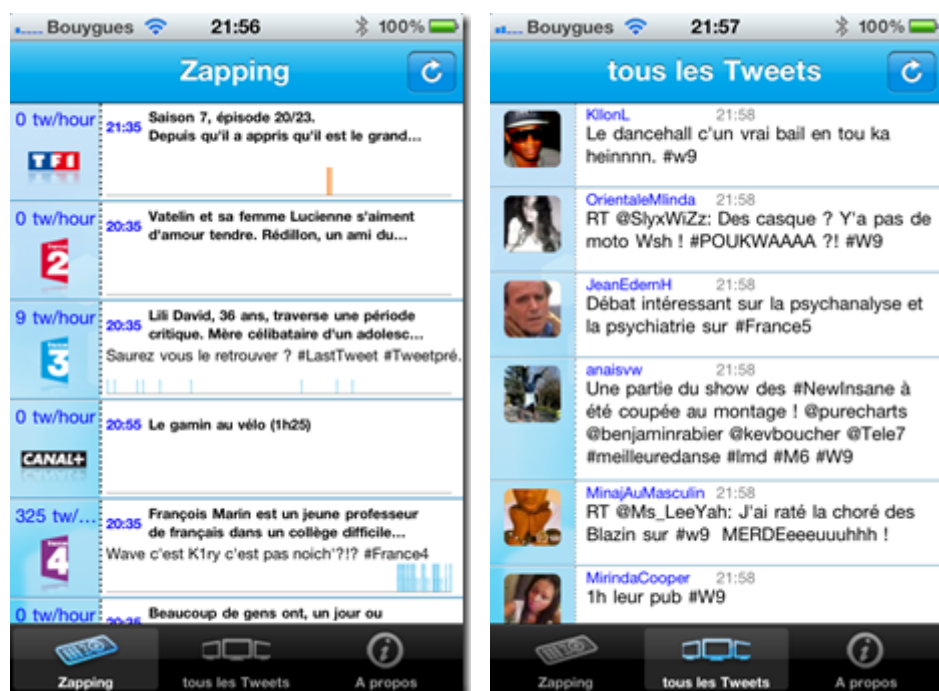 Bouygues 21:56 100%
Zapping
0 tw/hour
TF1
21:35 Saison 7, épisode 20/23.
Depuis qu'il a appris qu'il est le grand...
0 tw/hour
france
2
20:35 Vatelin et sa femme Lucienne s'aiment
d'amour tendre. Rédillon, un ami du...
9 tw/hour
france
3
20:35 Lili David, 36 ans, traverse une période
critique. Mère célibataire d'un adolesc...
Saurez vous le retrouver ? #LastTweet #Tweetpré.
0 tw/hour
CANAL+
20:55 Le gamin au vélo (1h25)
325 tw/...
france
4
20:35 François Marin est un jeune professeur
de français dans un collège difficile...
Wave c'est K1ry c'est pas noich'?!? #France4
0 tw/hour
20:35 Beaucoup de gens ont, un jour ou
Zapping tous les Tweets A propos
Bouygues 21:57 100%
tous les Tweets
KllonL 21:58
Le dancehall c'un vrai bail en tou ka
heinnnn. #w9
OrientaleMlinda 21:58
RT @SlyxWiZz: Des casque ? Y'a pas de
moto Wsh ! #POUKWAAAA ?! #W9
JeanEdernH 21:58
Débat intéressant sur la psychanalyse et
la psychiatrie sur #France5
anaisvw 21:58
Une partie du show des #NewInsane à
été coupée au montage ! @purecharts
@benjaminrabier @kevboucher @Tele7
#meilleuredanse #lmd #M6 #W9
MinajAuMasculin 21:58
RT @Ms_LeeYah: J'ai raté la choré des
Blazin sur #w9 MERDEeeeuuuhhh !
MirindaCooper 21:58
1h leur pub #W9
Zapping tous les Tweets A propos